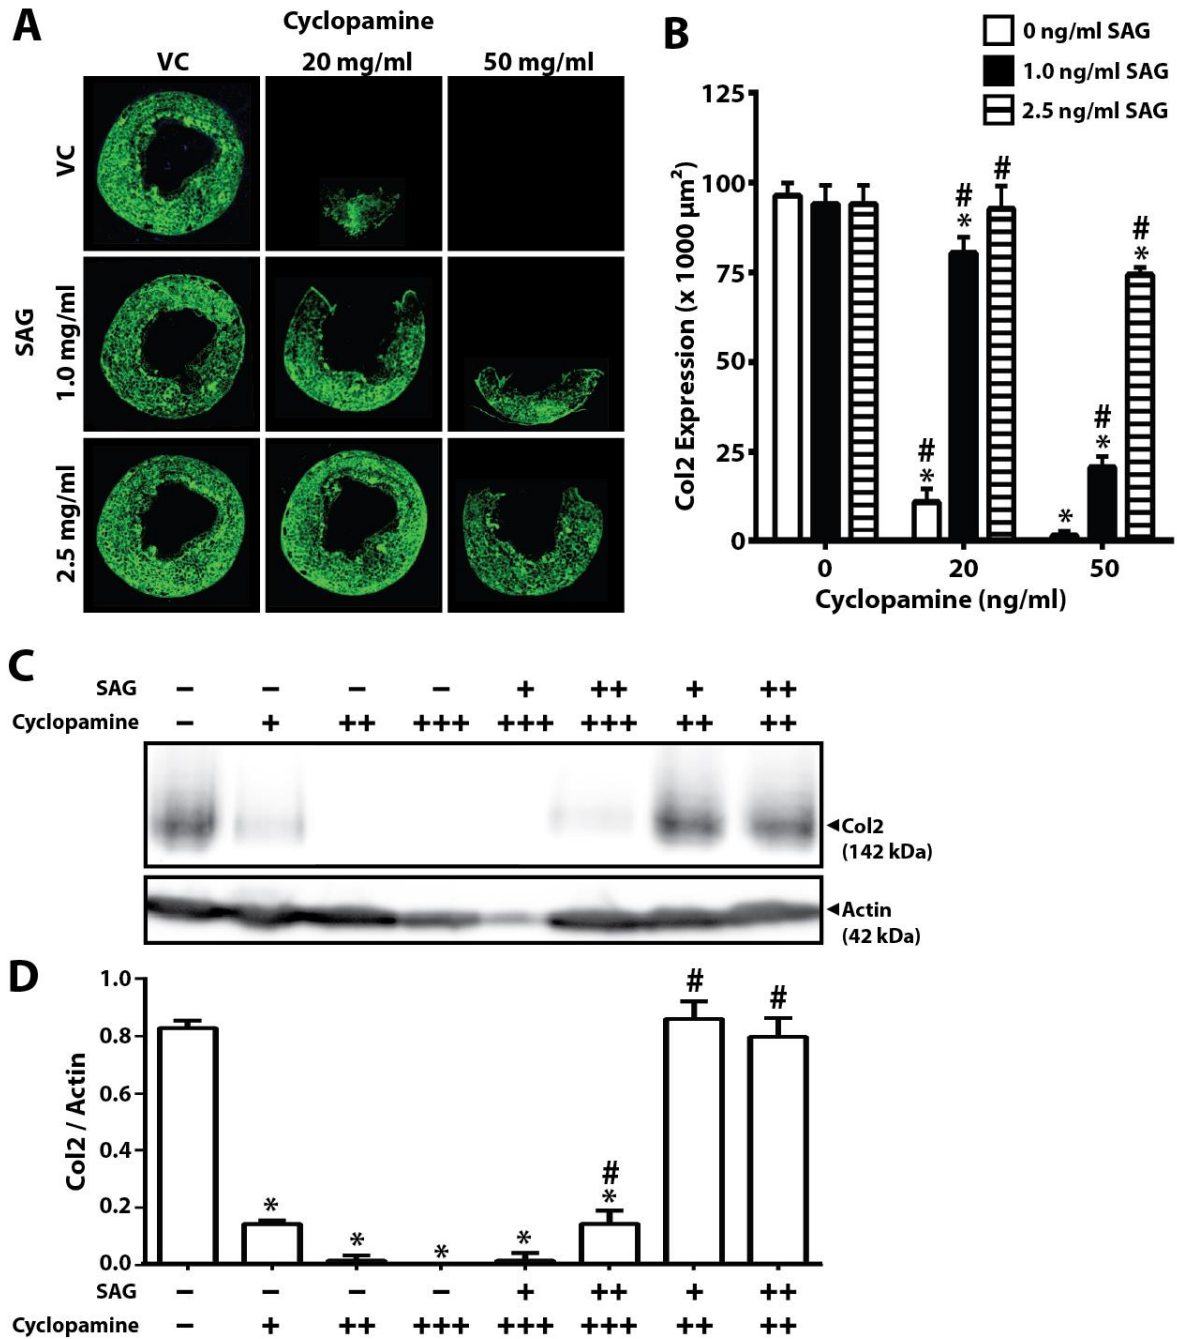 A
Cyclopamine
VC 20 mg/ml 50 mg/ml
VC
SAG
1.0 mg/ml
2.5 mg/ml
B
0 ng/ml SAG
1.0 ng/ml SAG
2.5 ng/ml SAG
Col2 Expression (x 1000 µm²)
125
100
75
50
25
0
# * # * # * # * # *
0 20 50
Cyclopamine (ng/ml)
C
SAG − − − − + ++ + ++
Cyclopamine − + ++ +++ +++ +++ ++ ++
Col2
(142 kDa)
Actin
(42 kDa)
D
Col2 / Actin
1.0
0.8
0.6
0.4
0.2
0.0
* * * * # * # #
SAG − − − − + ++ + ++
Cyclopamine − + ++ +++ +++ +++ ++ ++